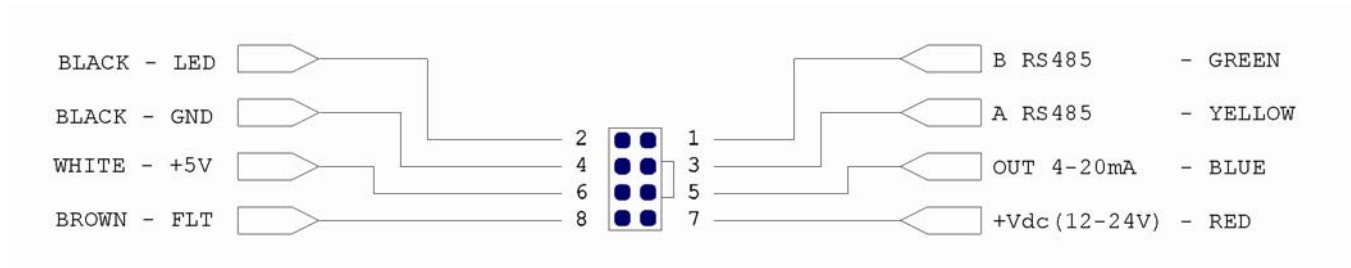 BLACK - LED
BLACK - GND
WHITE - +5V
BROWN - FLT
2 1
4 3
6 5
8 7
B RS485 - GREEN
A RS485 - YELLOW
OUT 4-20mA - BLUE
+Vdc(12-24V) - RED